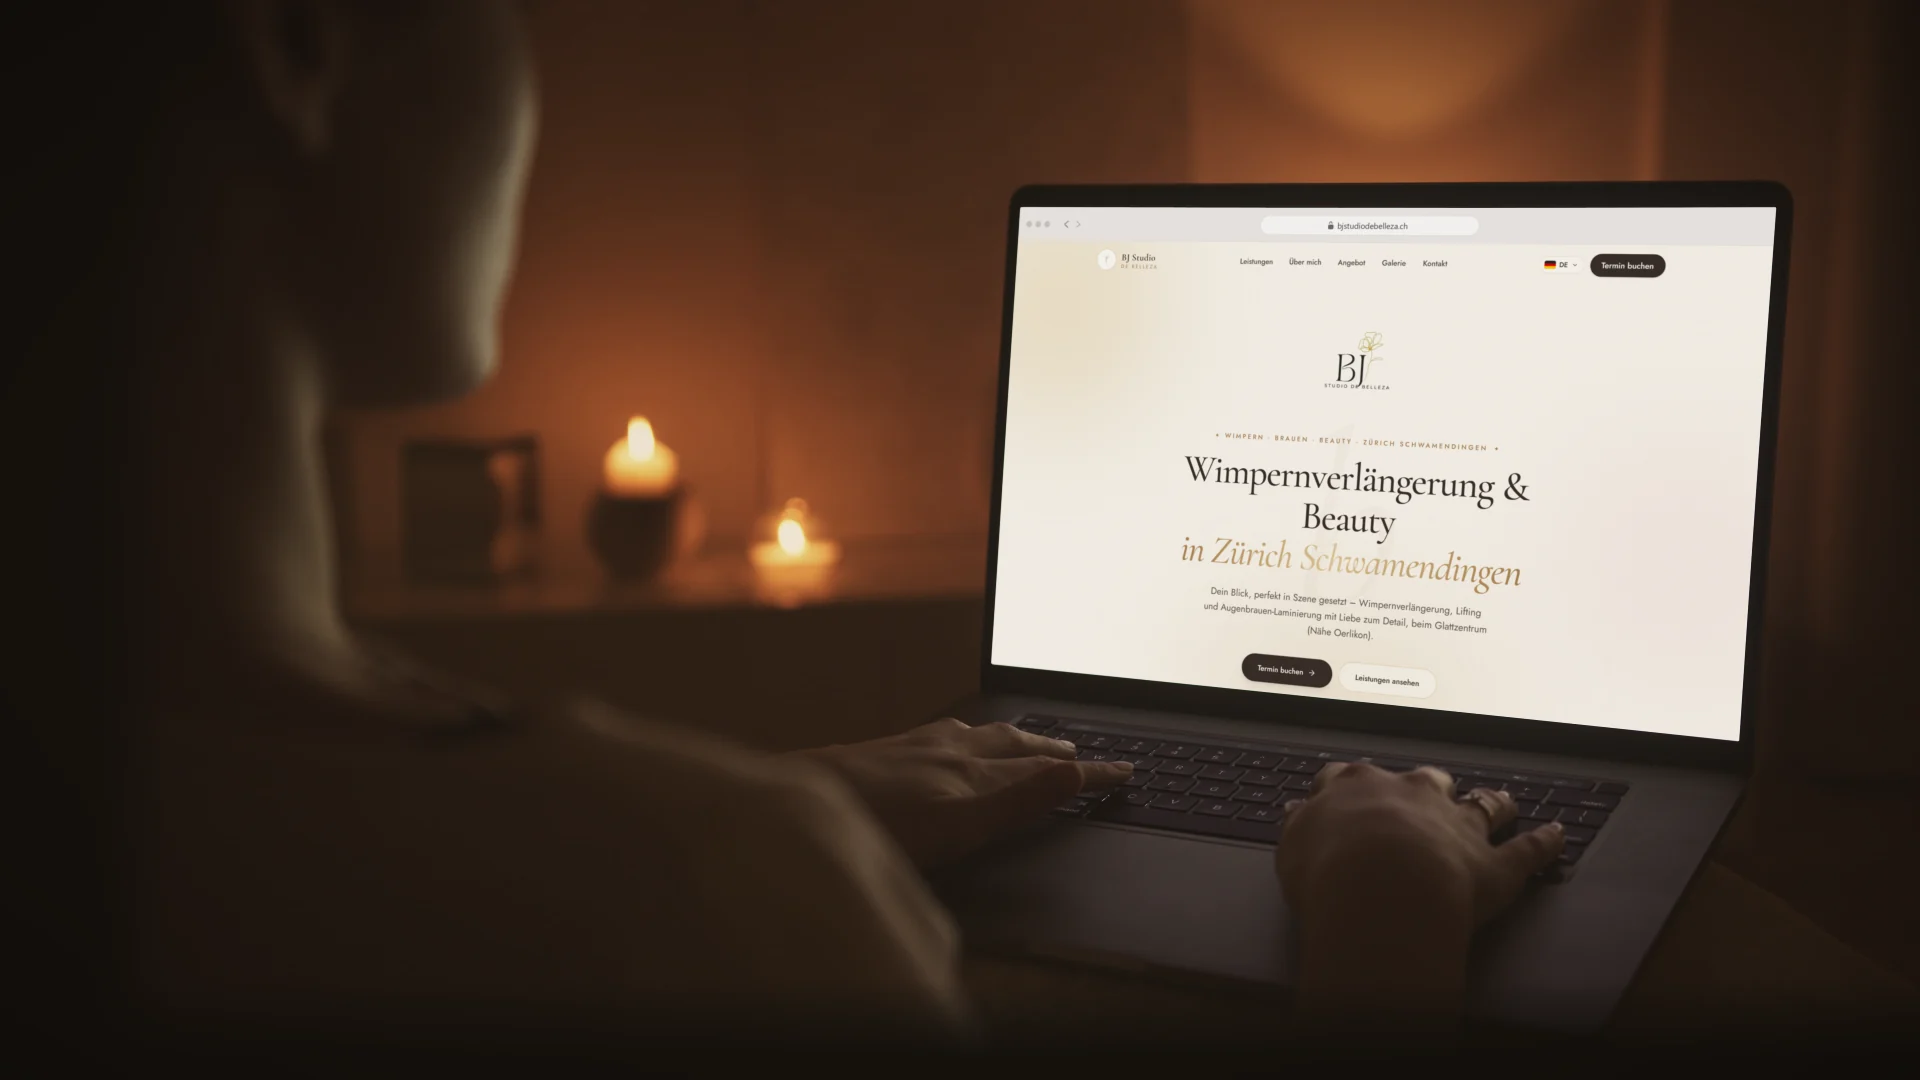 bjstudiodebelleza.ch
BJ Studio
DE BELLEZA
Leistungen Über mich Angebot Galerie Kontakt
DE
Termin buchen
BJ
STUDIO DE BELLEZA
WIMPERN · BRAUEN · BEAUTY · ZÜRICH SCHWAMENDINGEN
Wimpernverlängerung &
Beauty
in Zürich Schwamendingen
Dein Blick, perfekt in Szene gesetzt – Wimpernverlängerung, Lifting
und Augenbrauen-Laminierung mit Liebe zum Detail, beim Glattzentrum
(Nähe Oerlikon).
Termin buchen →
Leistungen ansehen